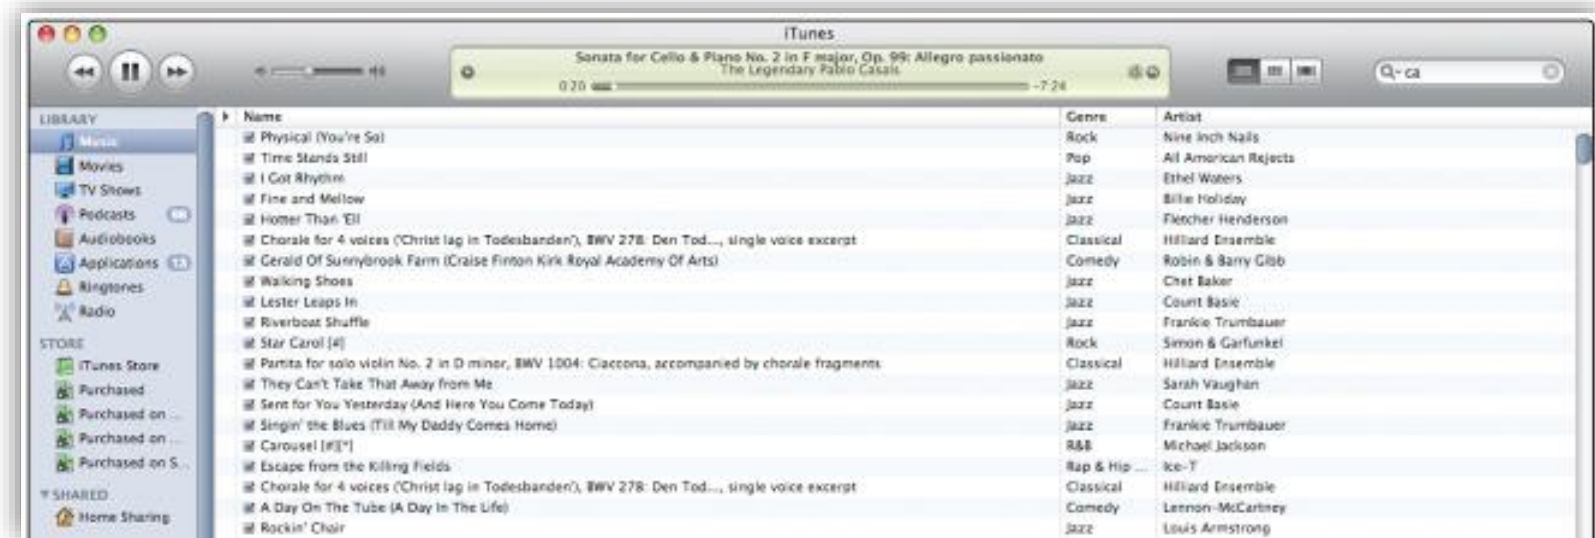 iTunes
Sonata for Cello & Piano No. 2 in F major, Op. 99: Allegro passionato
The Legendary Pablo Casals
0:20 -7:24
ca
LIBRARY
Music
Movies
TV Shows
Podcasts
Audiobooks
Applications
Ringtones
Radio
STORE
iTunes Store
Purchased
Purchased on ...
Purchased on ...
Purchased on S...
SHARED
Home Sharing
Name Genre Artist
Physical (You're So) Rock Nine Inch Nails
Time Stands Still Pop All American Rejects
I Got Rhythm Jazz Ethel Waters
Fine and Mellow Jazz Billie Holiday
Hotter Than 'Ell Jazz Fletcher Henderson
Chorale for 4 voices ('Christ lag in Todesbanden'), BWV 278: Den Tod..., single voice excerpt Classical Hilliard Ensemble
Gerald Of Sunnybrook Farm (Craise Finton Kirk Royal Academy Of Arts) Comedy Robin & Barry Gibb
Walking Shoes Jazz Chet Baker
Lester Leaps In Jazz Count Basie
Riverboat Shuffle Jazz Frankie Trumbauer
Star Carol [#] Rock Simon & Garfunkel
Partita for solo violin No. 2 in D minor, BWV 1004: Ciaccona, accompanied by chorale fragments Classical Hilliard Ensemble
They Can't Take That Away from Me Jazz Sarah Vaughan
Sent for You Yesterday (And Here You Come Today) Jazz Count Basie
Singin' the Blues (Till My Daddy Comes Home) Jazz Frankie Trumbauer
Carousel [#][*] R&B Michael Jackson
Escape from the Killing Fields Rap & Hip ... Ice-T
Chorale for 4 voices ('Christ lag in Todesbanden'), BWV 278: Den Tod..., single voice excerpt Classical Hilliard Ensemble
A Day On The Tube (A Day In The Life) Comedy Lennon-McCartney
Rockin' Chair Jazz Louis Armstrong